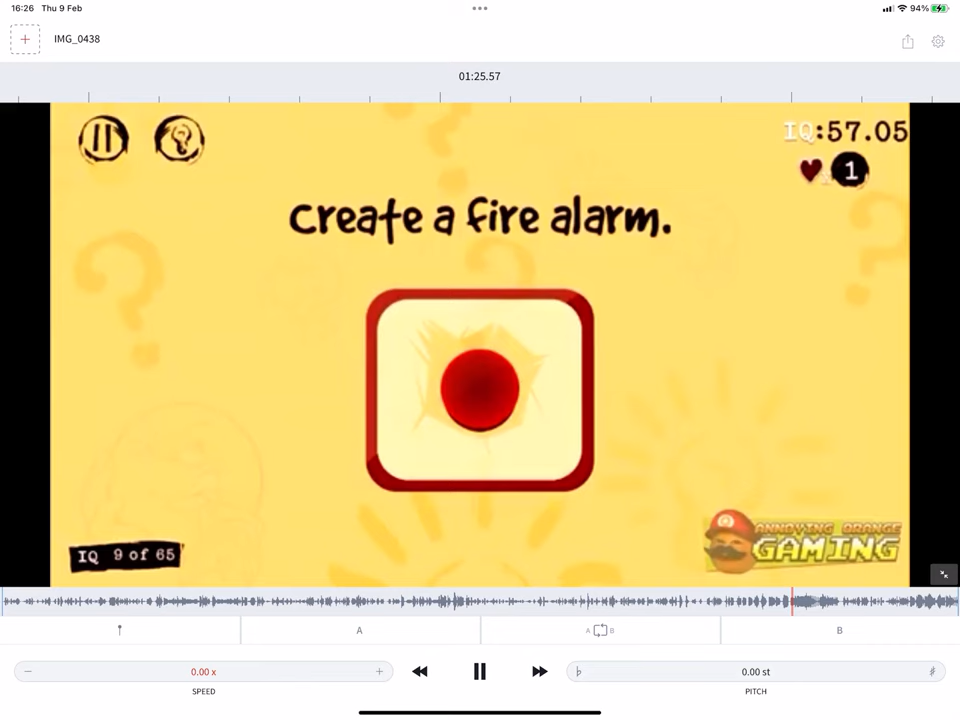 16:26 Thu 9 Feb
94%
IMG_0438
01:25.57
IQ:57.05
1
Create a fire alarm.
IQ 9 of 65
ANNOYING ORANGE
GAMING
A
A B
B
0.00 x
0.00 st
SPEED
PITCH